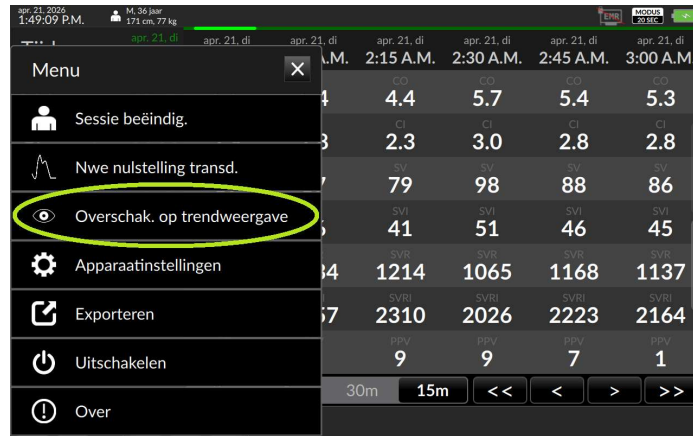 apr. 21, 2026
1:49:09 P.M.
M, 36 jaar
171 cm, 77 kg
EMR
MODUS
20 SEC
apr. 21, di apr. 21, di apr. 21, di apr. 21, di apr. 21, di apr. 21, di apr. 21, di
2:15 A.M. 2:30 A.M. 2:45 A.M. 3:00 A.M
Menu X
CO CO CO CO
4.4 5.7 5.4 5.3
Sessie beëindig.
CI CI CI CI
2.3 3.0 2.8 2.8
Nwe nulstelling transd.
SV SV SV SV
79 98 88 86
Overschak. op trendweergave
SVI SVI SVI SVI
41 51 46 45
Apparaatinstellingen
SVR SVR SVR SVR
1214 1065 1168 1137
Exporteren
SVRI SVRI SVRI SVRI
2310 2026 2223 2164
Uitschakelen
PPV PPV PPV PPV
9 9 7 1
30m 15m << < > >>
Over